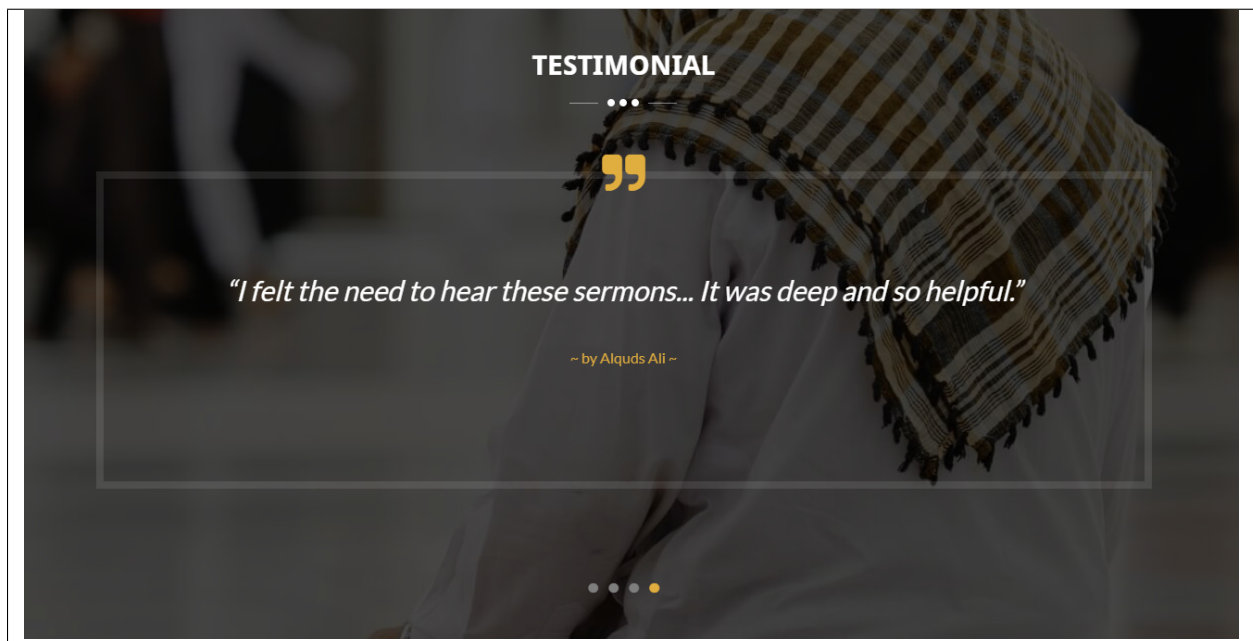 TESTIMONIAL
“I felt the need to hear these sermons... It was deep and so helpful.”
~ by Alquds Ali ~